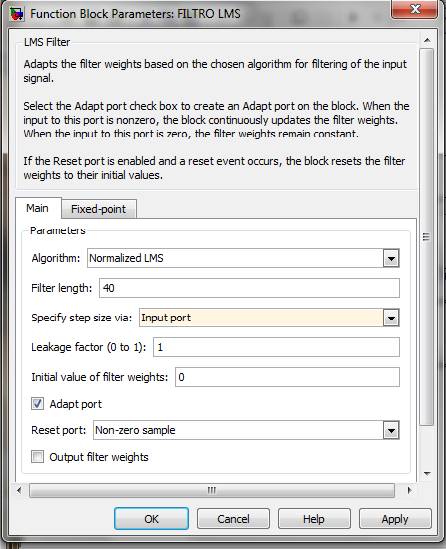 Function Block Parameters: FILTRO LMS
LMS Filter
Adapts the filter weights based on the chosen algorithm for filtering of the input
signal.
Select the Adapt port check box to create an Adapt port on the block. When the
input to this port is nonzero, the block continuously updates the filter weights.
When the input to this port is zero, the filter weights remain constant.
If the Reset port is enabled and a reset event occurs, the block resets the filter
weights to their initial values.
Main Fixed-point
Parameters
Algorithm: Normalized LMS
Filter length: 40
Specify step size via: Input port
Leakage factor (0 to 1): 1
Initial value of filter weights: 0
Adapt port
Reset port: Non-zero sample
Output filter weights
OK Cancel Help Apply